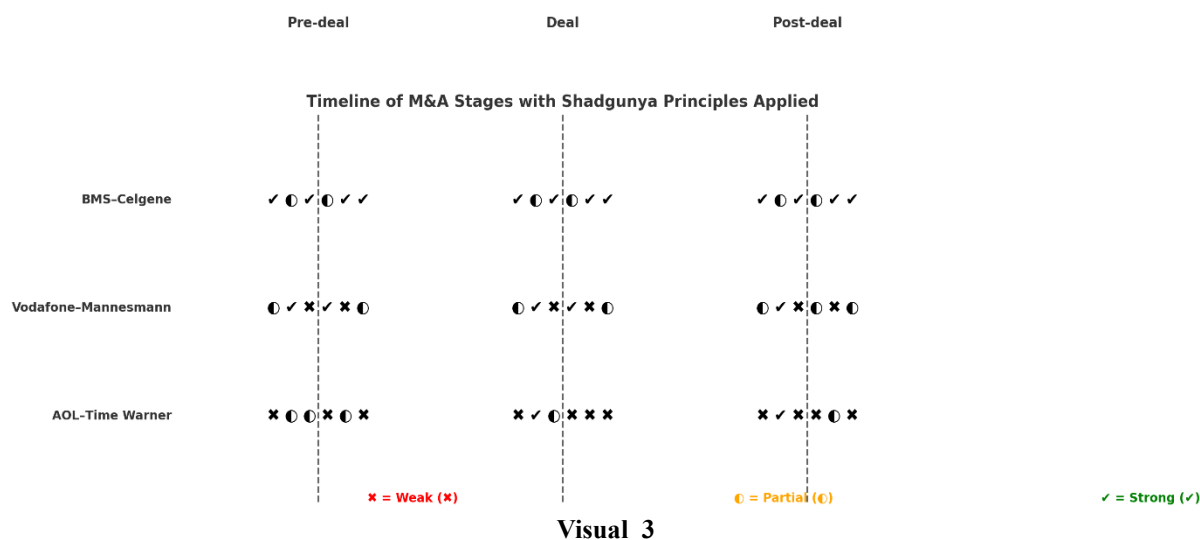 Pre-deal Deal Post-deal
Timeline of M&A Stages with Shadgunya Principles Applied
BMS–Celgene ✔ ◐ ✔ ◐ ✔ ✔ ✔ ◐ ✔ ◐ ✔ ✔ ✔ ◐ ✔ ◐ ✔ ✔
Vodafone–Mannesmann ◐ ✔ ✖ ✔ ✖ ◐ ◐ ✔ ✖ ✔ ✖ ◐ ◐ ✔ ✖ ◐ ✖ ◐
AOL–Time Warner ✖ ◐ ◐ ✖ ◐ ✖ ✖ ✔ ◐ ✖ ✖ ✖ ✖ ✔ ✖ ✖ ◐ ✖
✖ = Weak (✖) ◐ = Partial (◐) ✔ = Strong (✔)
Visual 3